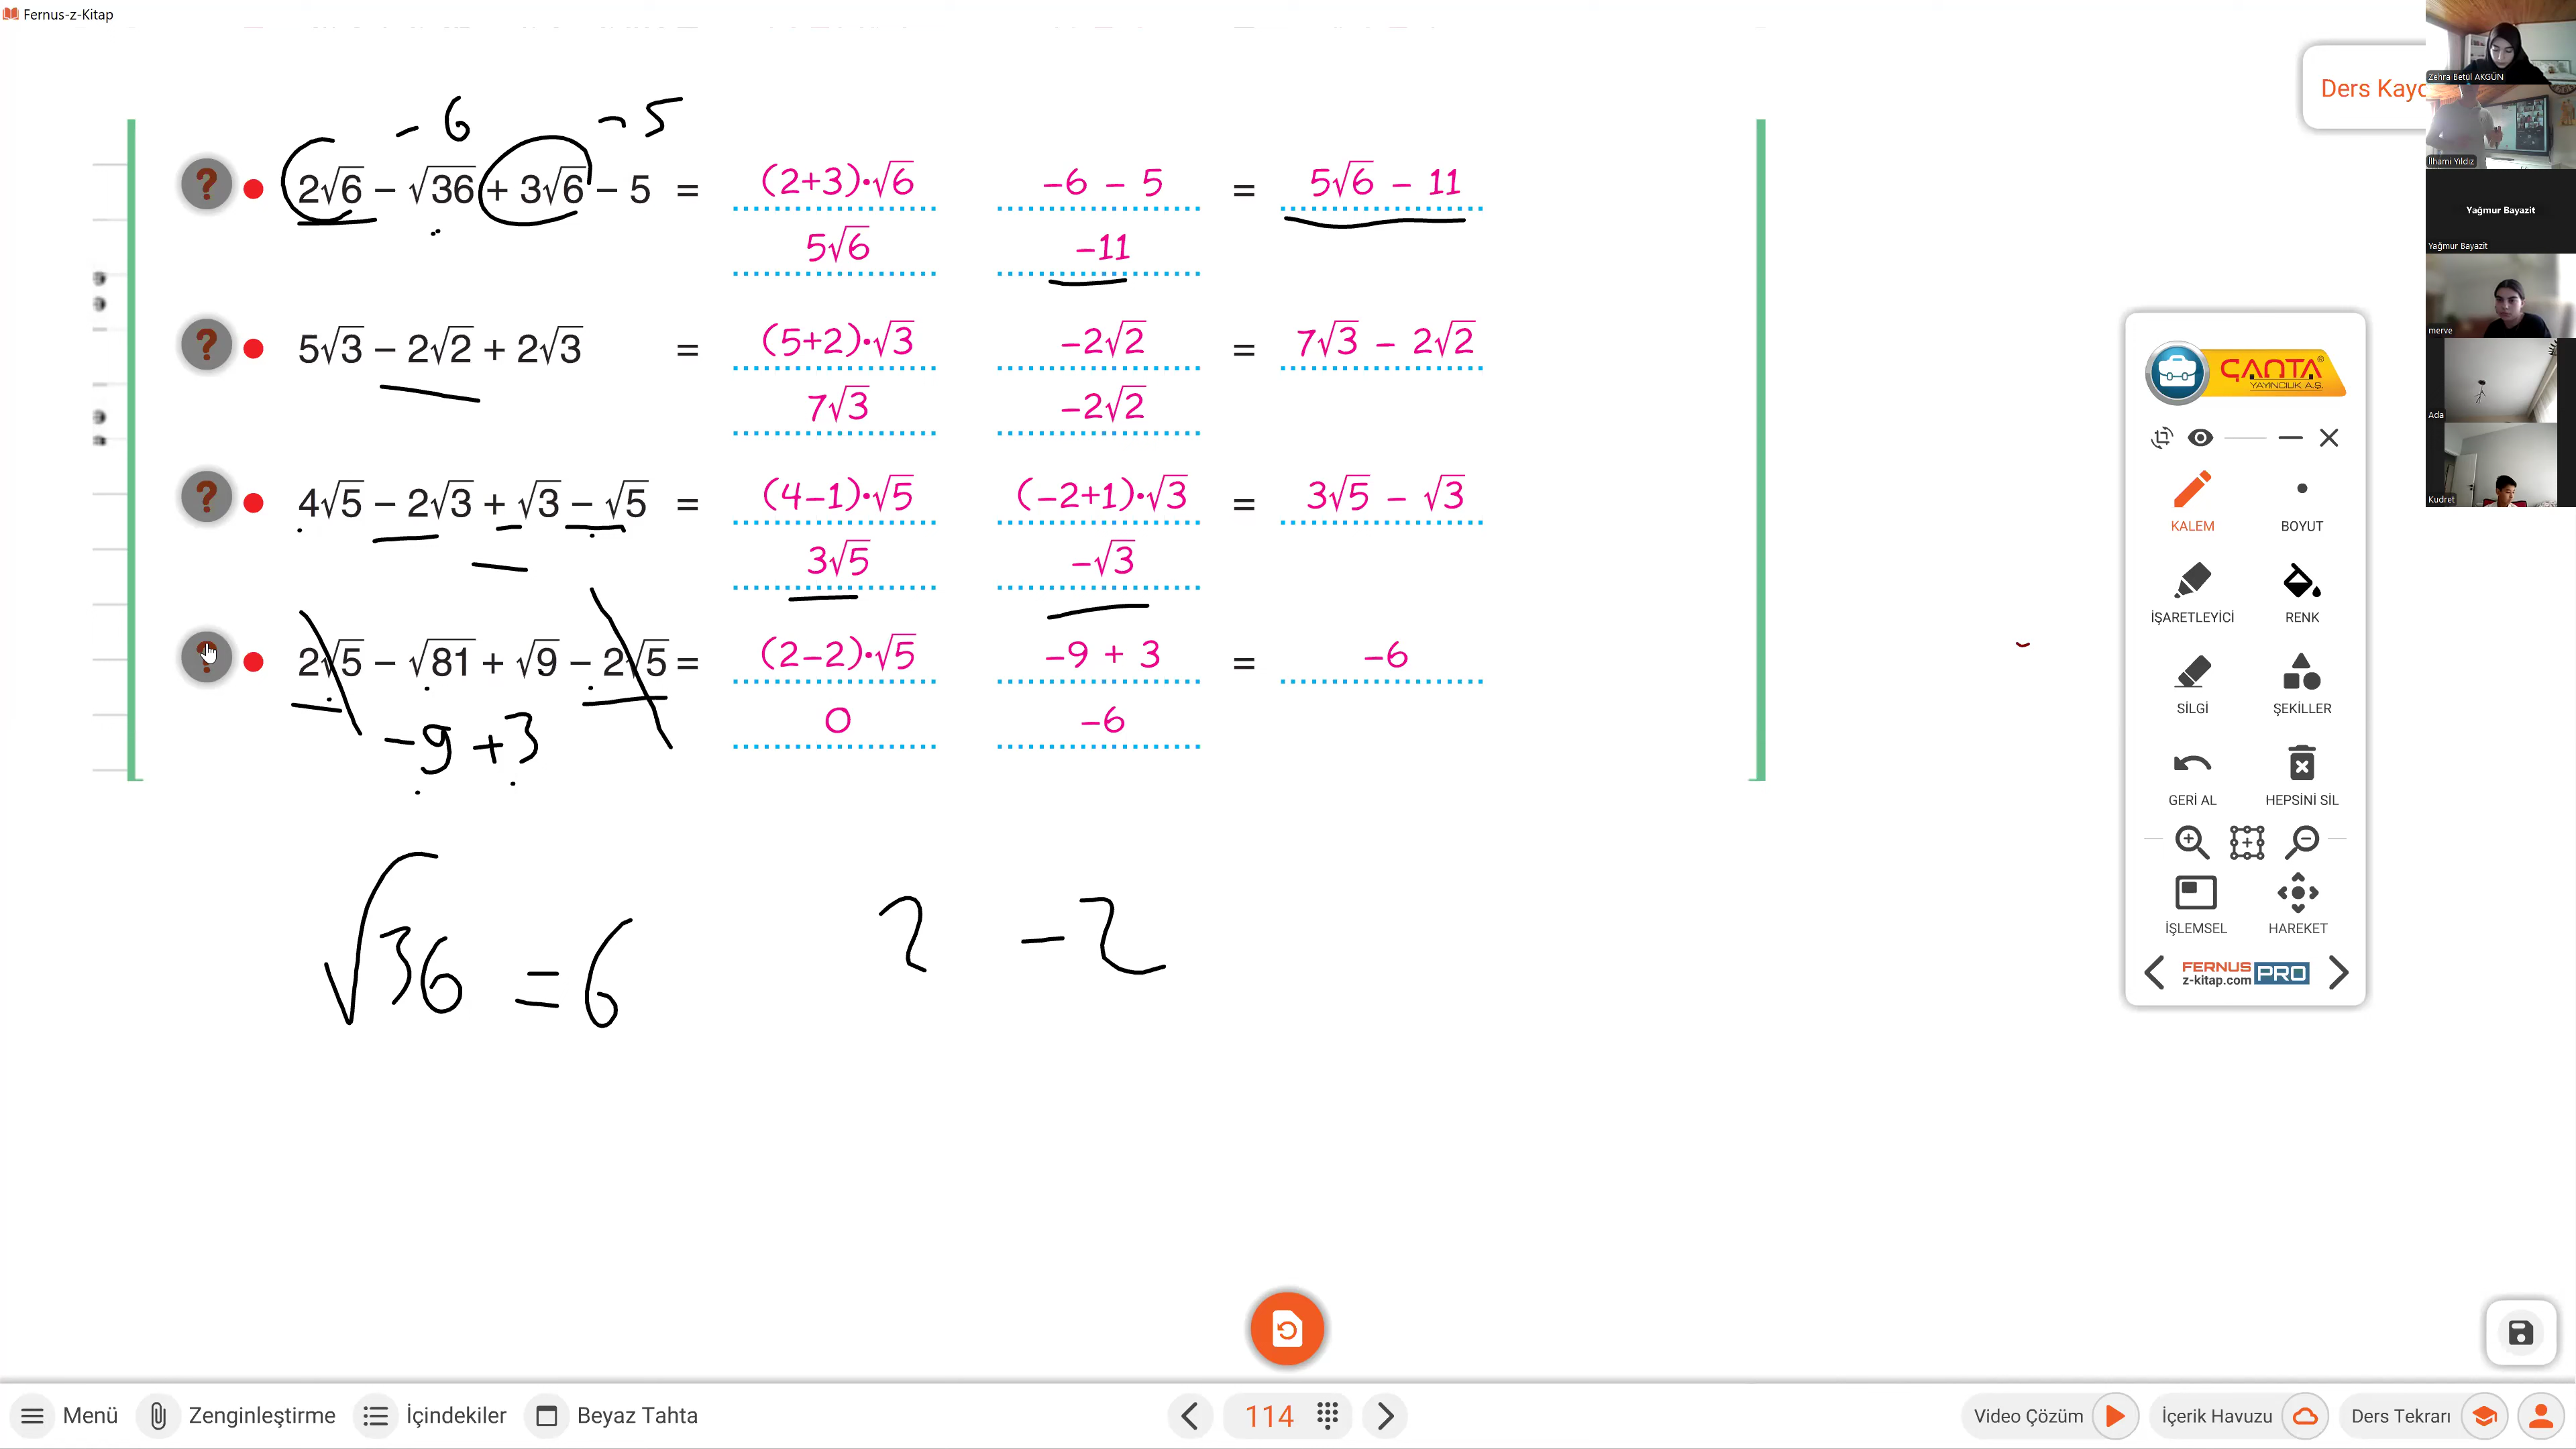 Fernus-z-Kitap
Zehra Betül AKGÜN
Ders Kayd
İlhami Yıldız
Yağmur Bayazit
Yağmur Bayazit
merve
Ada
Kudret
- 6 - 5
2√6 - √36 + 3√6 - 5 = (2+3)·√6 -6 - 5 = 5√6 - 11
5√6 -11
5√3 - 2√2 + 2√3 = (5+2)·√3 -2√2 = 7√3 - 2√2
7√3 -2√2
4√5 - 2√3 + √3 - √5 = (4-1)·√5 (-2+1)·√3 = 3√5 - √3
3√5 -√3
2√5 - √81 + √9 - 2√5 = (2-2)·√5 -9 + 3 = -6
0 -6
-9 +3
√36 = 6 2 -2
ÇANTA®
YAYINCILIK A.Ş.
KALEM BOYUT
İŞARETLEYİCİ RENK
SİLGİ ŞEKİLLER
GERİ AL HEPSİNİ SİL
İŞLEMSEL HAREKET
FERNUS PRO
z-kitap.com
Menü Zenginleştirme İçindekiler Beyaz Tahta 114 Video Çözüm İçerik Havuzu Ders Tekrarı